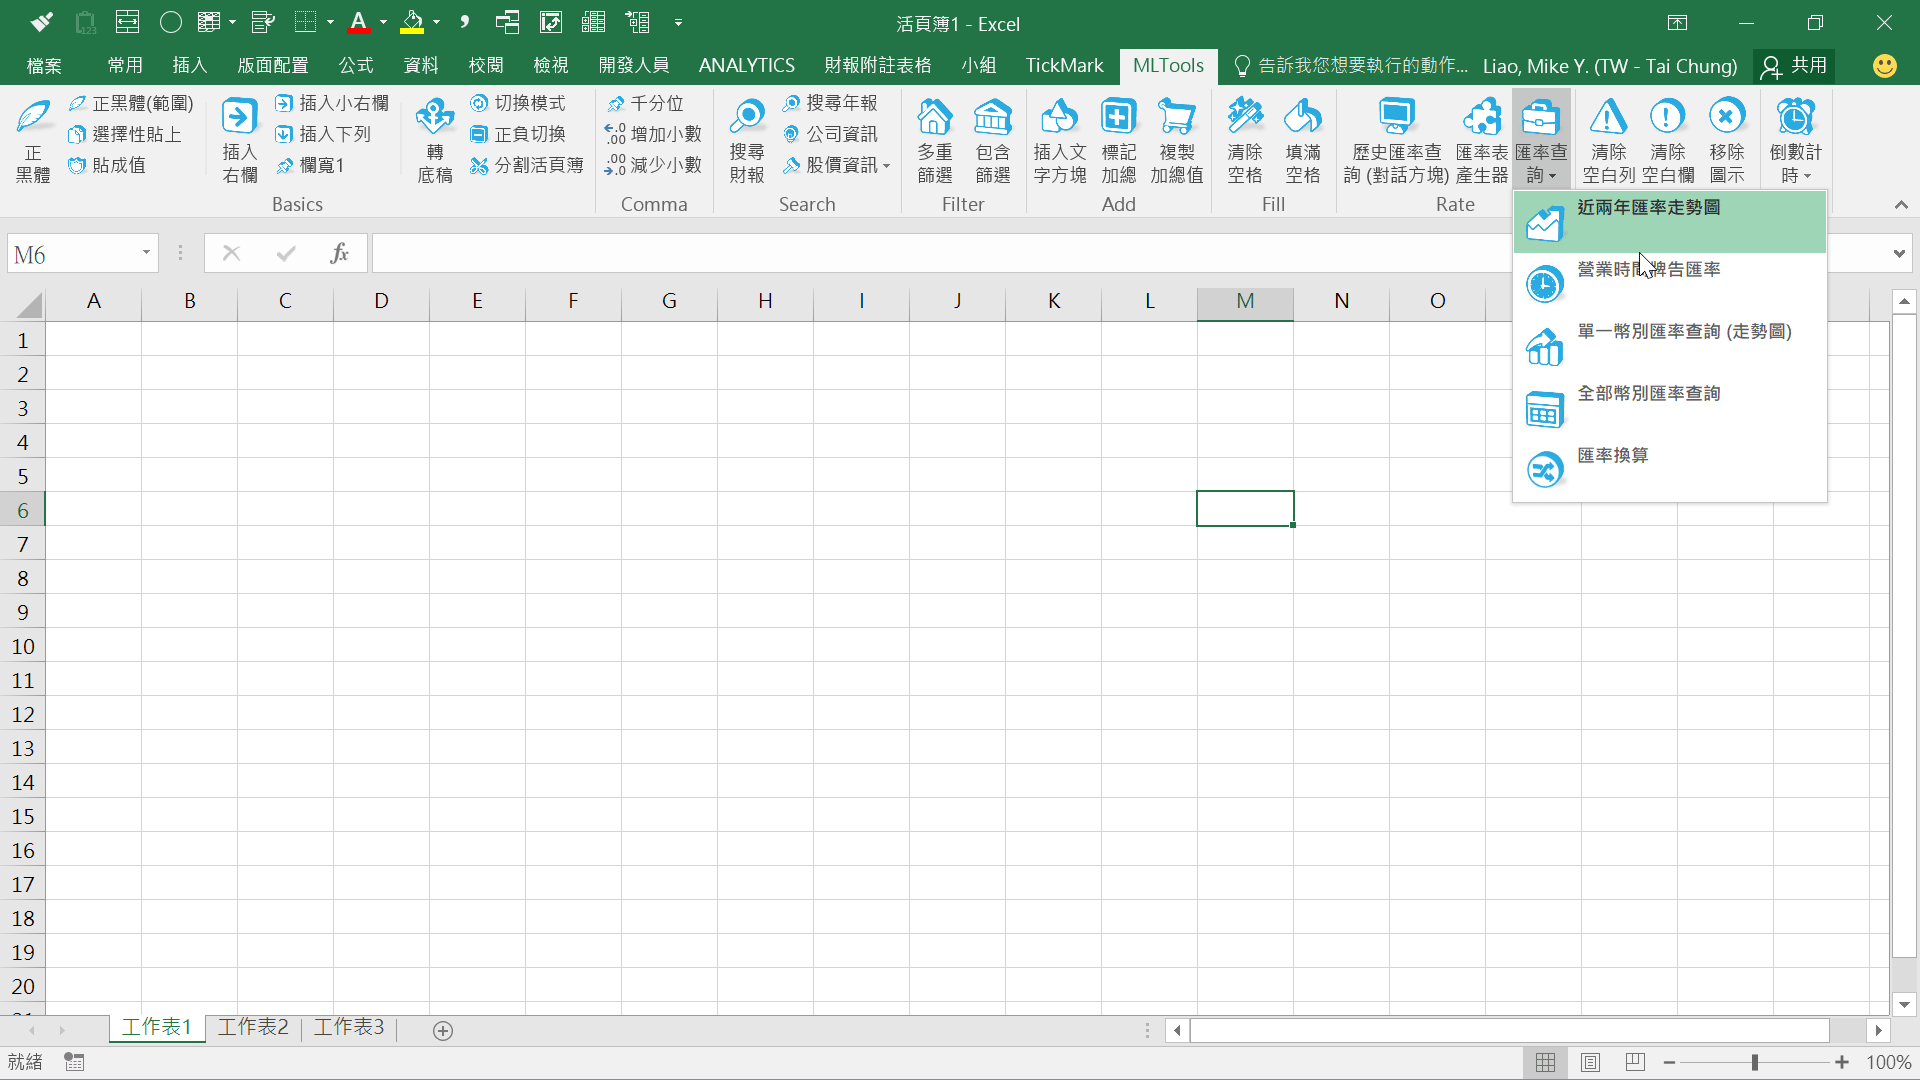 活頁簿1 - Excel
檔案 常用 插入 版面配置 公式 資料 校閱 檢視 開發人員 ANALYTICS 財報附註表格 小組 TickMark MLTools 告訴我您想要執行的動作... Liao, Mike Y. (TW - Tai Chung) 共用
正黑體
正黑體(範圍)
選擇性貼上
貼成值
插入右欄
插入小右欄
插入下列
欄寬1
轉底稿
切換模式
正負切換
分割活頁簿
Basics
千分位
增加小數
減少小數
Comma
搜尋財報
搜尋年報
公司資訊
股價資訊
Search
多重篩選
包含篩選
Filter
插入文字方塊
標記加總
複製加總值
Add
清除空格
填滿空格
Fill
歷史匯率查詢 (對話方塊)
匯率表產生器
匯率查詢
Rate
清除空白列
清除空白欄
移除圖示
倒數計時
近兩年匯率走勢圖
營業時間牌告匯率
單一幣別匯率查詢 (走勢圖)
全部幣別匯率查詢
匯率換算
M6
fx
A B C D E F G H I J K L M N O
1
2
3
4
5
6
7
8
9
10
11
12
13
14
15
16
17
18
19
20
工作表1 工作表2 工作表3
就緒
100%